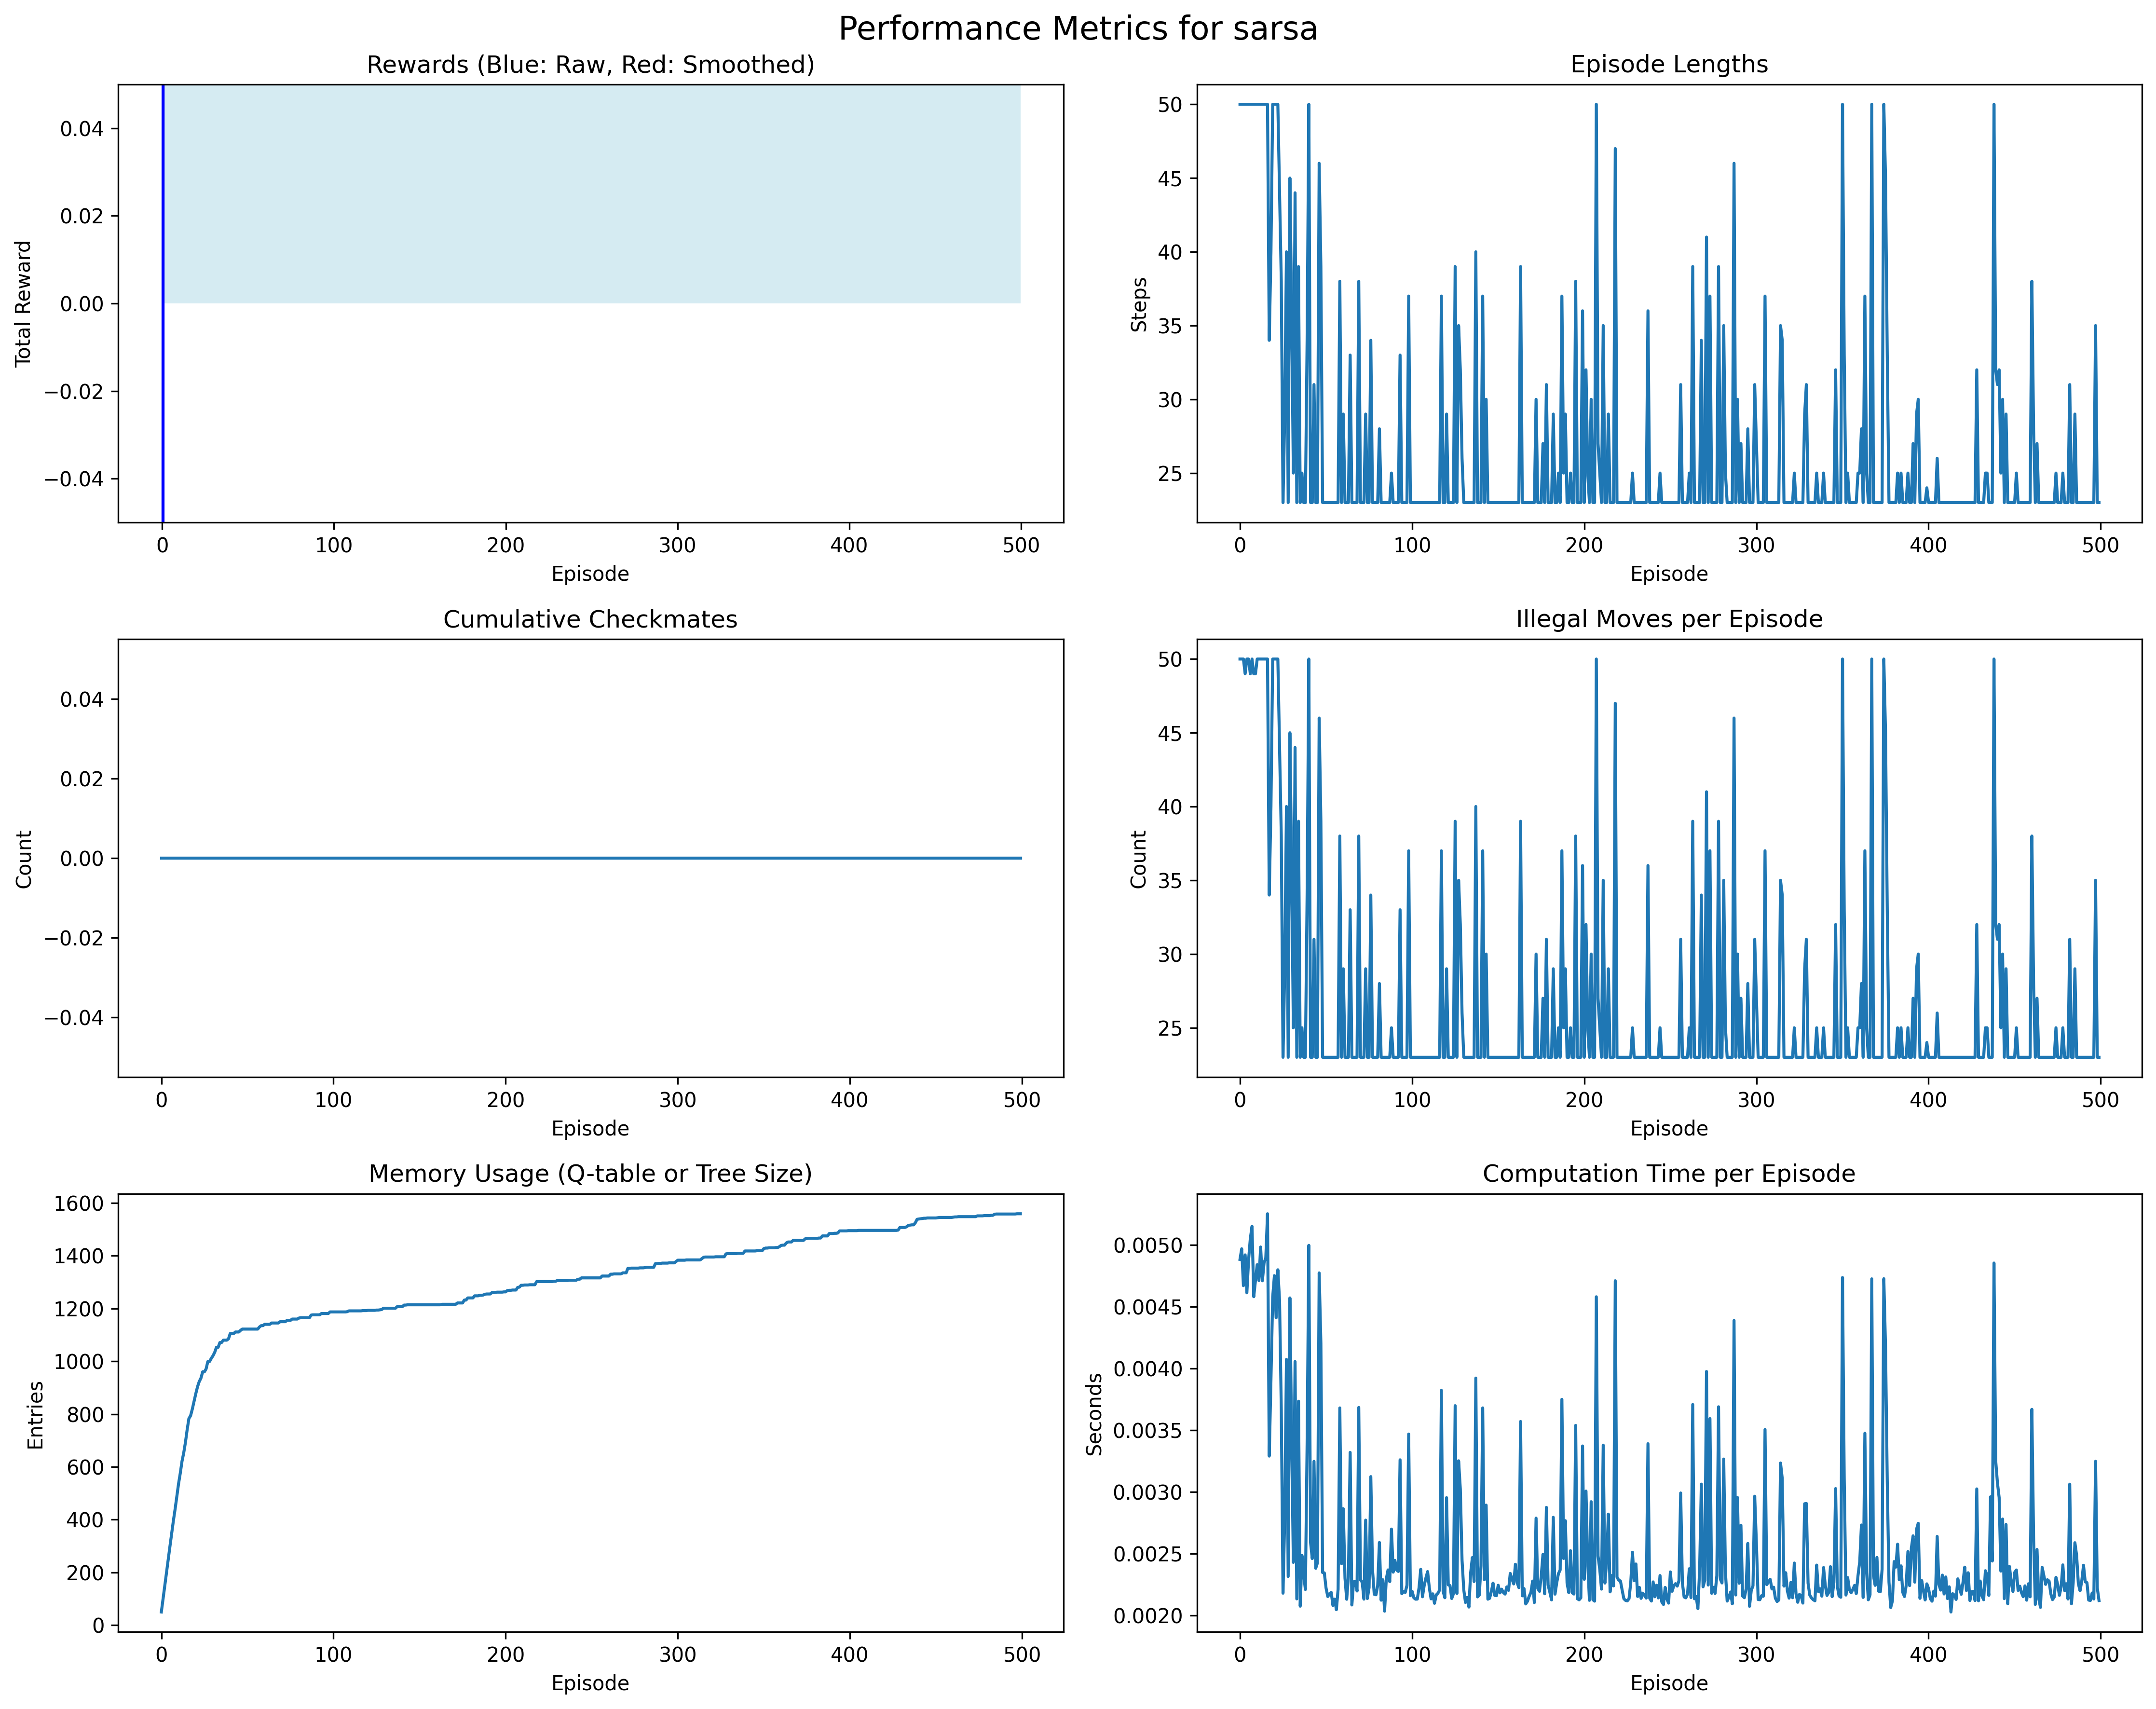 Performance Metrics for sarsa
Rewards (Blue: Raw, Red: Smoothed)
Total Reward
0.04
0.02
0.00
−0.02
−0.04
0 100 200 300 400 500
Episode
Episode Lengths
Steps
50
45
40
35
30
25
0 100 200 300 400 500
Episode
Cumulative Checkmates
Count
0.04
0.02
0.00
−0.02
−0.04
0 100 200 300 400 500
Episode
Illegal Moves per Episode
Count
50
45
40
35
30
25
0 100 200 300 400 500
Episode
Memory Usage (Q-table or Tree Size)
Entries
1600
1400
1200
1000
800
600
400
200
0
0 100 200 300 400 500
Episode
Computation Time per Episode
Seconds
0.0050
0.0045
0.0040
0.0035
0.0030
0.0025
0.0020
0 100 200 300 400 500
Episode